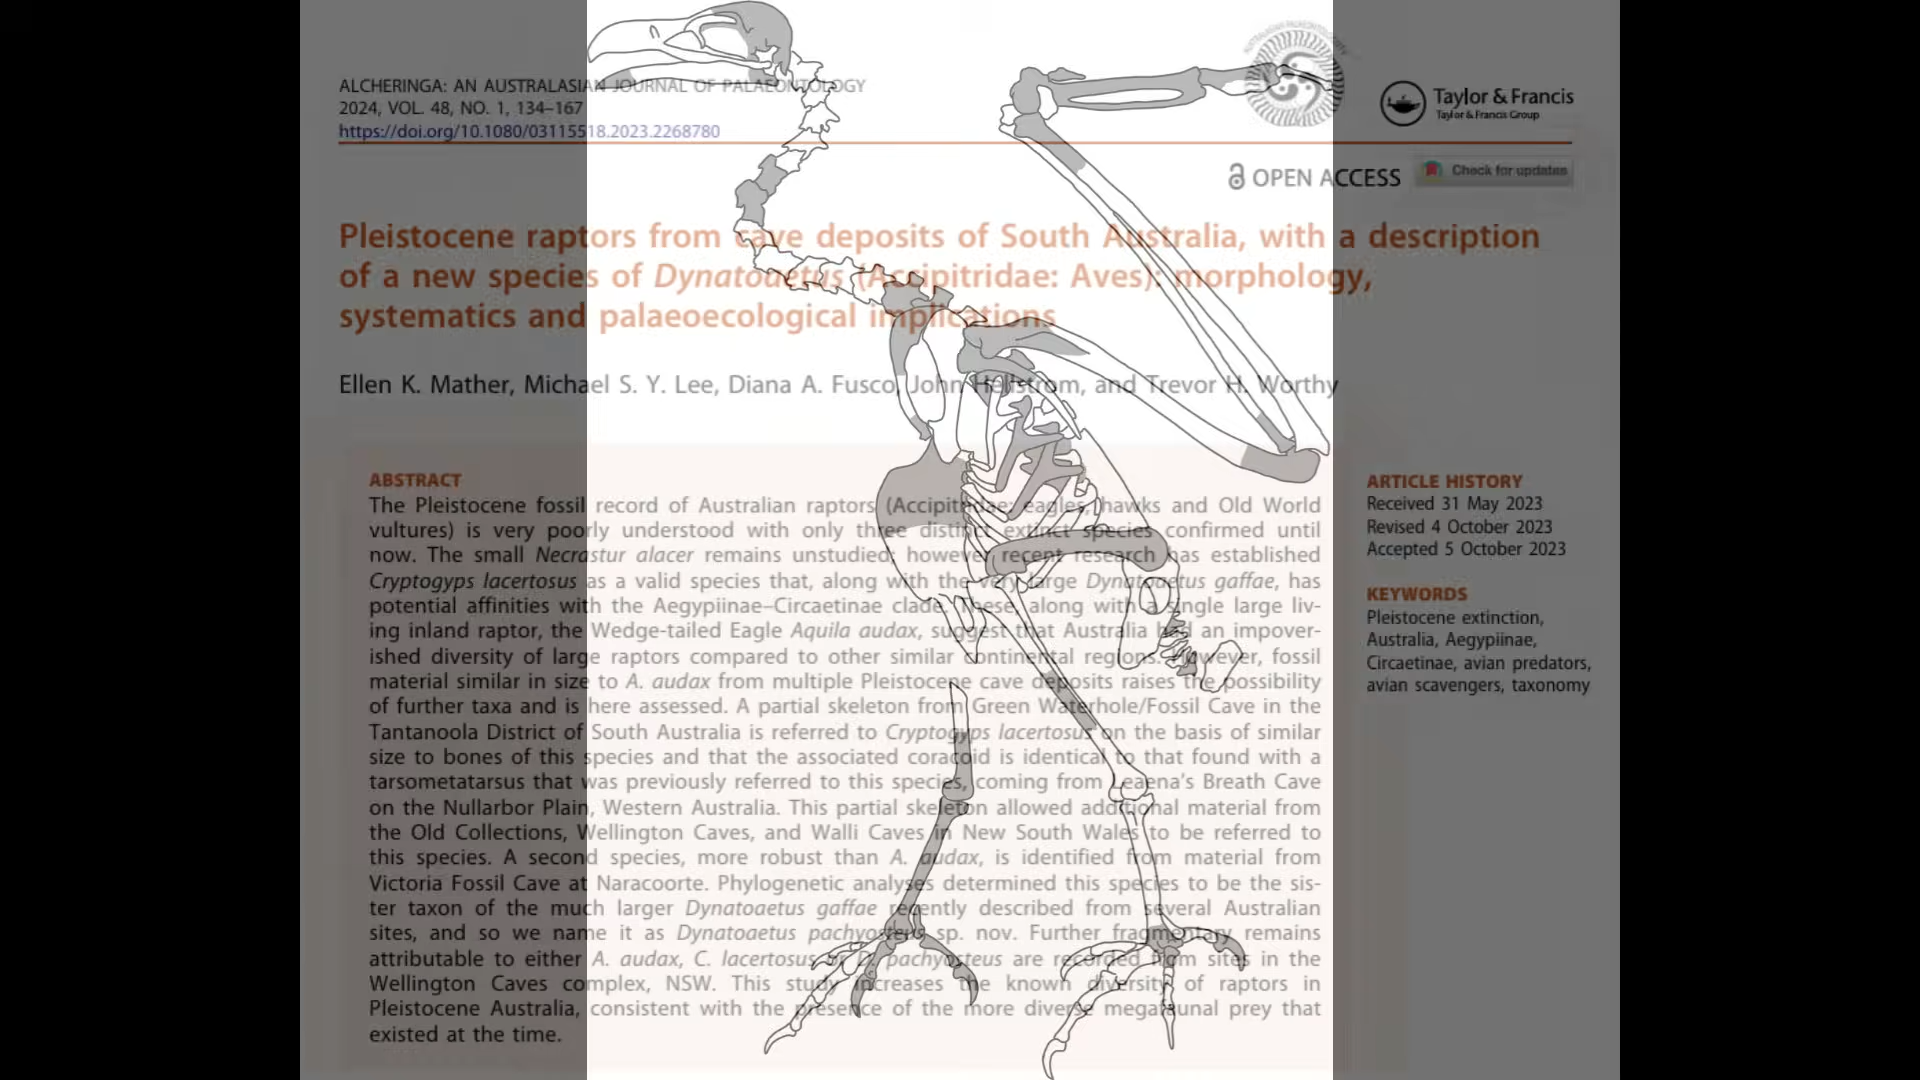 ALCHERINGA: AN AUSTRALASIAN JOURNAL OF PALAEONTOLOGY
2024, VOL. 48, NO. 1, 134–167
https://doi.org/10.1080/03115518.2023.2268780
Taylor & Francis
Taylor & Francis Group
OPEN ACCESS
Check for updates
Pleistocene raptors from cave deposits of South Australia, with a description
of a new species of Dynatoaetus (Accipitridae: Aves): morphology,
systematics and palaeoecological implications
Ellen K. Mather, Michael S. Y. Lee, Diana A. Fusco, John Hellstrom, and Trevor H. Worthy
ABSTRACT
The Pleistocene fossil record of Australian raptors (Accipitridae: eagles, hawks and Old World
vultures) is very poorly understood with only three distinct extinct species confirmed until
now. The small Necrastur alacer remains unstudied; however, recent research has established
Cryptogyps lacertosus as a valid species that, along with the very large Dynatoaetus gaffae, has
potential affinities with the Aegypiinae–Circaetinae clade. These, along with a single large liv-
ing inland raptor, the Wedge-tailed Eagle Aquila audax, suggest that Australia had an impover-
ished diversity of large raptors compared to other similar continental regions. However, fossil
material similar in size to A. audax from multiple Pleistocene cave deposits raises the possibility
of further taxa and is here assessed. A partial skeleton from Green Waterhole/Fossil Cave in the
Tantanoola District of South Australia is referred to Cryptogyps lacertosus on the basis of similar
size to bones of this species and that the associated coracoid is identical to that found with a
tarsometatarsus that was previously referred to this species, coming from Leaena's Breath Cave
on the Nullarbor Plain, Western Australia. This partial skeleton allowed additional material from
the Old Collections, Wellington Caves, and Walli Caves in New South Wales to be referred to
this species. A second species, more robust than A. audax, is identified from material from
Victoria Fossil Cave at Naracoorte. Phylogenetic analyses determined this species to be the sis-
ter taxon of the much larger Dynatoaetus gaffae recently described from several Australian
sites, and so we name it as Dynatoaetus pachyosteus sp. nov. Further fragmentary remains
attributable to either A. audax, C. lacertosus or D. pachyosteus are recorded from sites in the
Wellington Caves complex, NSW. This study increases the known diversity of raptors in
Pleistocene Australia, consistent with the presence of the more diverse megafaunal prey that
existed at the time.
ARTICLE HISTORY
Received 31 May 2023
Revised 4 October 2023
Accepted 5 October 2023
KEYWORDS
Pleistocene extinction,
Australia, Aegypiinae,
Circaetinae, avian predators,
avian scavengers, taxonomy